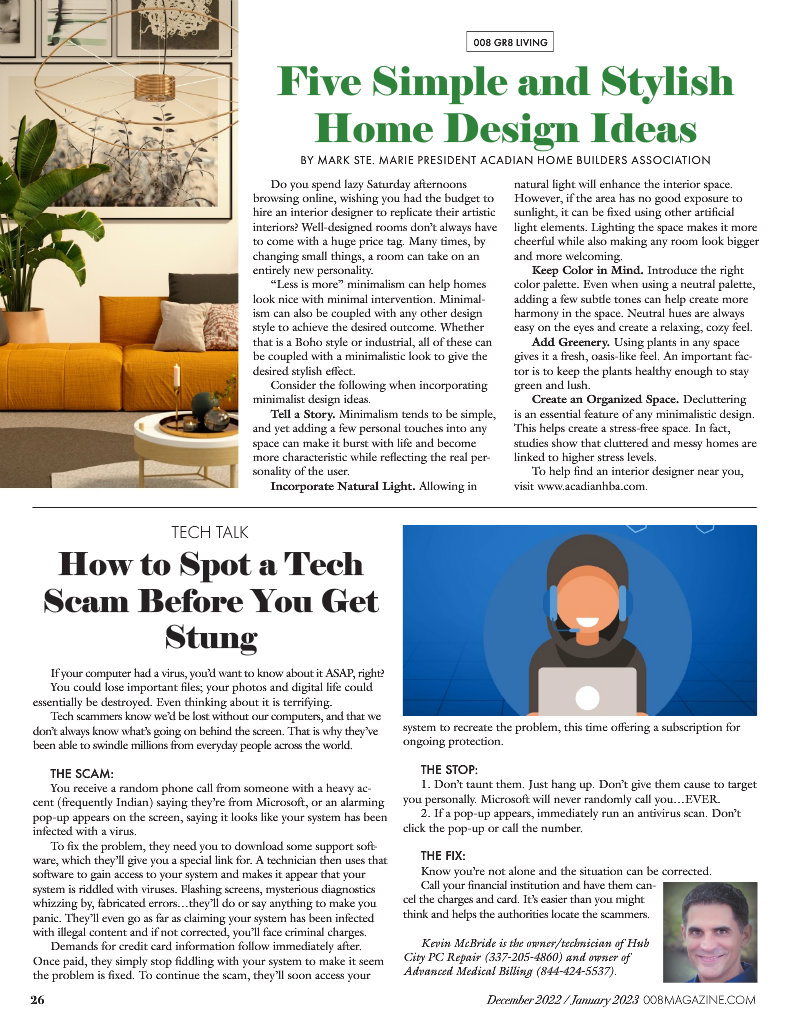 008 GR8 LIVING
Five Simple and Stylish
Home Design Ideas
BY MARK STE. MARIE PRESIDENT ACADIAN HOME BUILDERS ASSOCIATION
Do you spend lazy Saturday afternoons
browsing online, wishing you had the budget to
hire an interior designer to replicate their artistic
interiors? Well-designed rooms don’t always have
to come with a huge price tag. Many times, by
changing small things, a room can take on an
entirely new personality.
“Less is more” minimalism can help homes
look nice with minimal intervention. Minimal-
ism can also be coupled with any other design
style to achieve the desired outcome. Whether
that is a Boho style or industrial, all of these can
be coupled with a minimalistic look to give the
desired stylish effect.
Consider the following when incorporating
minimalist design ideas.
Tell a Story. Minimalism tends to be simple,
and yet adding a few personal touches into any
space can make it burst with life and become
more characteristic while reflecting the real per-
sonality of the user.
Incorporate Natural Light. Allowing in
natural light will enhance the interior space.
However, if the area has no good exposure to
sunlight, it can be fixed using other artificial
light elements. Lighting the space makes it more
cheerful while also making any room look bigger
and more welcoming.
Keep Color in Mind. Introduce the right
color palette. Even when using a neutral palette,
adding a few subtle tones can help create more
harmony in the space. Neutral hues are always
easy on the eyes and create a relaxing, cozy feel.
Add Greenery. Using plants in any space
gives it a fresh, oasis-like feel. An important fac-
tor is to keep the plants healthy enough to stay
green and lush.
Create an Organized Space. Decluttering
is an essential feature of any minimalistic design.
This helps create a stress-free space. In fact,
studies show that cluttered and messy homes are
linked to higher stress levels.
To help find an interior designer near you,
visit www.acadianhba.com.
TECH TALK
How to Spot a Tech
Scam Before You Get
Stung
If your computer had a virus, you’d want to know about it ASAP, right?
You could lose important files; your photos and digital life could
essentially be destroyed. Even thinking about it is terrifying.
Tech scammers know we’d be lost without our computers, and that we
don’t always know what’s going on behind the screen. That is why they’ve
been able to swindle millions from everyday people across the world.
THE SCAM:
You receive a random phone call from someone with a heavy ac-
cent (frequently Indian) saying they’re from Microsoft, or an alarming
pop-up appears on the screen, saying it looks like your system has been
infected with a virus.
To fix the problem, they need you to download some support soft-
ware, which they’ll give you a special link for. A technician then uses that
software to gain access to your system and makes it appear that your
system is riddled with viruses. Flashing screens, mysterious diagnostics
whizzing by, fabricated errors…they’ll do or say anything to make you
panic. They’ll even go as far as claiming your system has been infected
with illegal content and if not corrected, you’ll face criminal charges.
Demands for credit card information follow immediately after.
Once paid, they simply stop fiddling with your system to make it seem
the problem is fixed. To continue the scam, they’ll soon access your
system to recreate the problem, this time offering a subscription for
ongoing protection.
THE STOP:
1. Don’t taunt them. Just hang up. Don’t give them cause to target
you personally. Microsoft will never randomly call you…EVER.
2. If a pop-up appears, immediately run an antivirus scan. Don’t
click the pop-up or call the number.
THE FIX:
Know you’re not alone and the situation can be corrected.
Call your financial institution and have them can-
cel the charges and card. It’s easier than you might
think and helps the authorities locate the scammers.
Kevin McBride is the owner/technician of Hub
City PC Repair (337-205-4860) and owner of
Advanced Medical Billing (844-424-5537).
26
December 2022 / January 2023 008MAGAZINE.COM